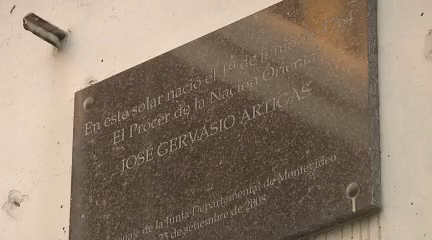 En este solar nació el 19 de junio de 1764
El Prócer de la Nación Oriental
JOSÉ GERVASIO ARTIGAS
de la Junta Departamental de Montevideo
23 de setiembre de 2008